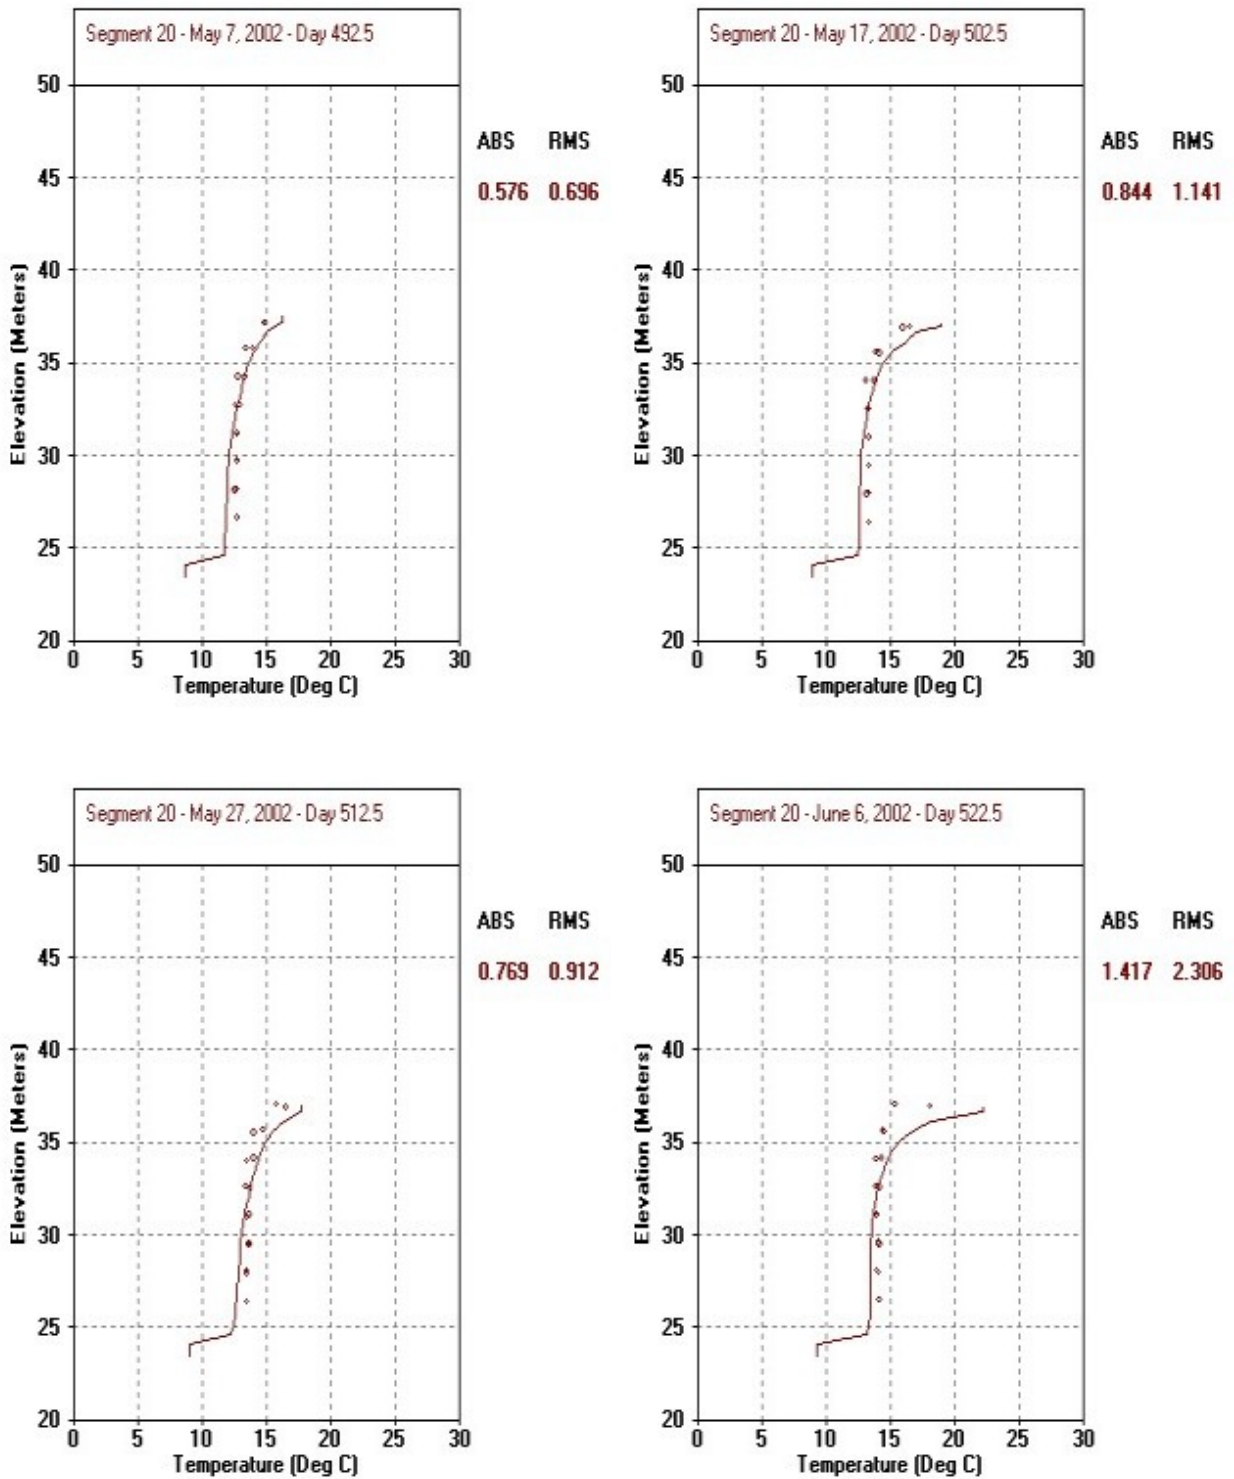 Segment 20 - May 7, 2002 - Day 492.5
50
45
40
35
30
25
20
0 5 10 15 20 25 30
Elevation (Meters)
Temperature (Deg C)
ABS RMS
0.576 0.696
Segment 20 - May 17, 2002 - Day 502.5
50
45
40
35
30
25
20
0 5 10 15 20 25 30
Elevation (Meters)
Temperature (Deg C)
ABS RMS
0.844 1.141
Segment 20 - May 27, 2002 - Day 512.5
50
45
40
35
30
25
20
0 5 10 15 20 25 30
Elevation (Meters)
Temperature (Deg C)
ABS RMS
0.769 0.912
Segment 20 - June 6, 2002 - Day 522.5
50
45
40
35
30
25
20
0 5 10 15 20 25 30
Elevation (Meters)
Temperature (Deg C)
ABS RMS
1.417 2.306